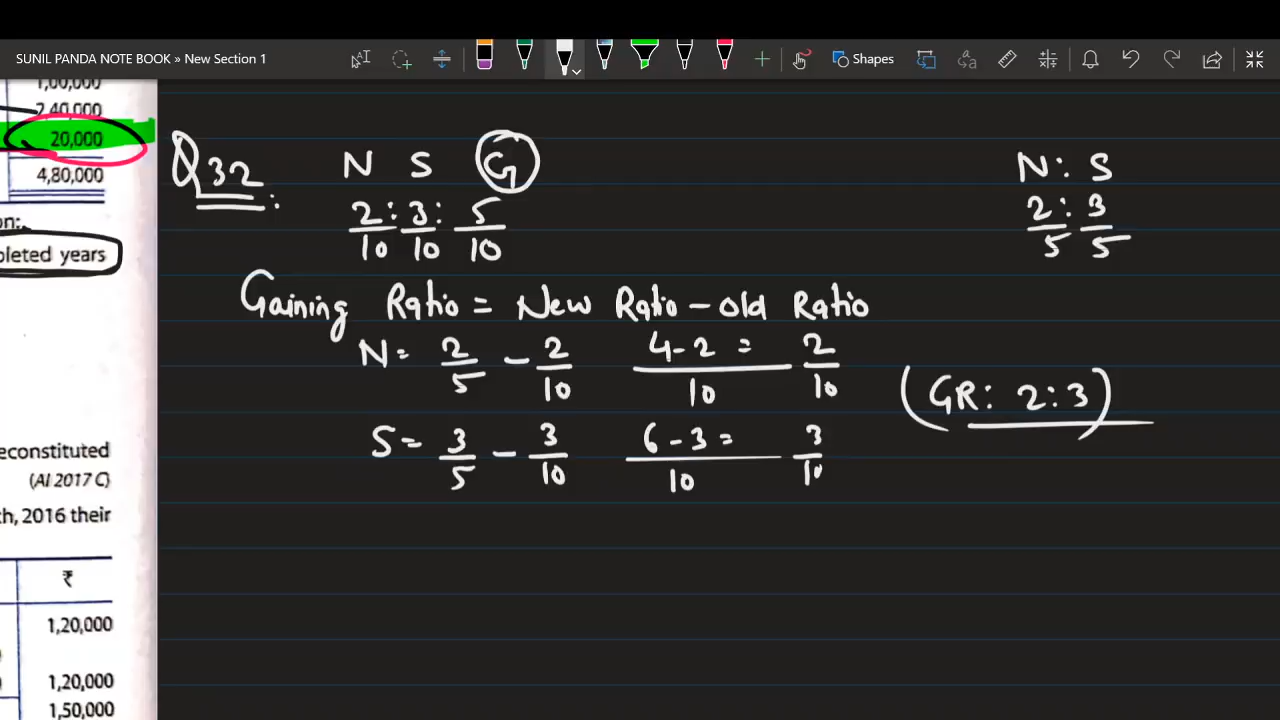 SUNIL PANDA NOTE BOOK » New Section 1
Shapes
1,00,000
2,40,000
20,000
4,80,000
on:
pleted years
econstituted
(AI 2017 C)
ch, 2016 their
₹
1,20,000
1,20,000
1,50,000
Q32 : N S G
2/10 : 3/10 : 5/10
N : S
2/5 : 3/5
Gaining Ratio = New Ratio - old Ratio
N = 2/5 - 2/10 4-2/10 = 2/10
S = 3/5 - 3/10 6-3/10 = 3/10
(GR: 2:3)